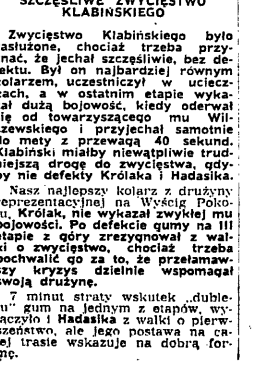 SZCZĘŚLIWE ZWYCIĘSTWO
KLABIŃSKIEGO
Zwycięstwo Klabińskiego było
zasłużone, chociaż trzeba przy-
znać, że jechał szczęśliwie, bez de-
fektu. Był on najbardziej równym
kolarzem, uczestniczył w uciecz-
kach, a w ostatnim etapie wyka-
zał dużą bojowość, kiedy oderwał
się od towarzyszącego mu Wil-
czewskiego i przyjechał samotnie
do mety z przewagą 40 sekund.
Klabiński miałby niewątpliwie trud-
niejszą drogę do zwycięstwa, gdy-
by nie defekty Królaka i Hadasika.
Nasz najlepszy kolarz z drużyny
reprezentacyjnej na Wyścig Poko-
ju, Królak, nie wykazał zwykłej mu
bojowości. Po defekcie gumy na III
etapie z góry zrezygnował z wal-
ki o zwycięstwo, chociaż trzeba
pochwalić go za to, że przełamaw-
szy kryzys dzielnie wspomagał
swoją drużynę.
7 minut straty wskutek „duble-
tu" gum na jednym z etapów, wy-
łączyło i Hadasika z walki o pierw-
szeństwo, ale jego postawa na ca-
łej trasie wskazuje na dobrą for-
mę.